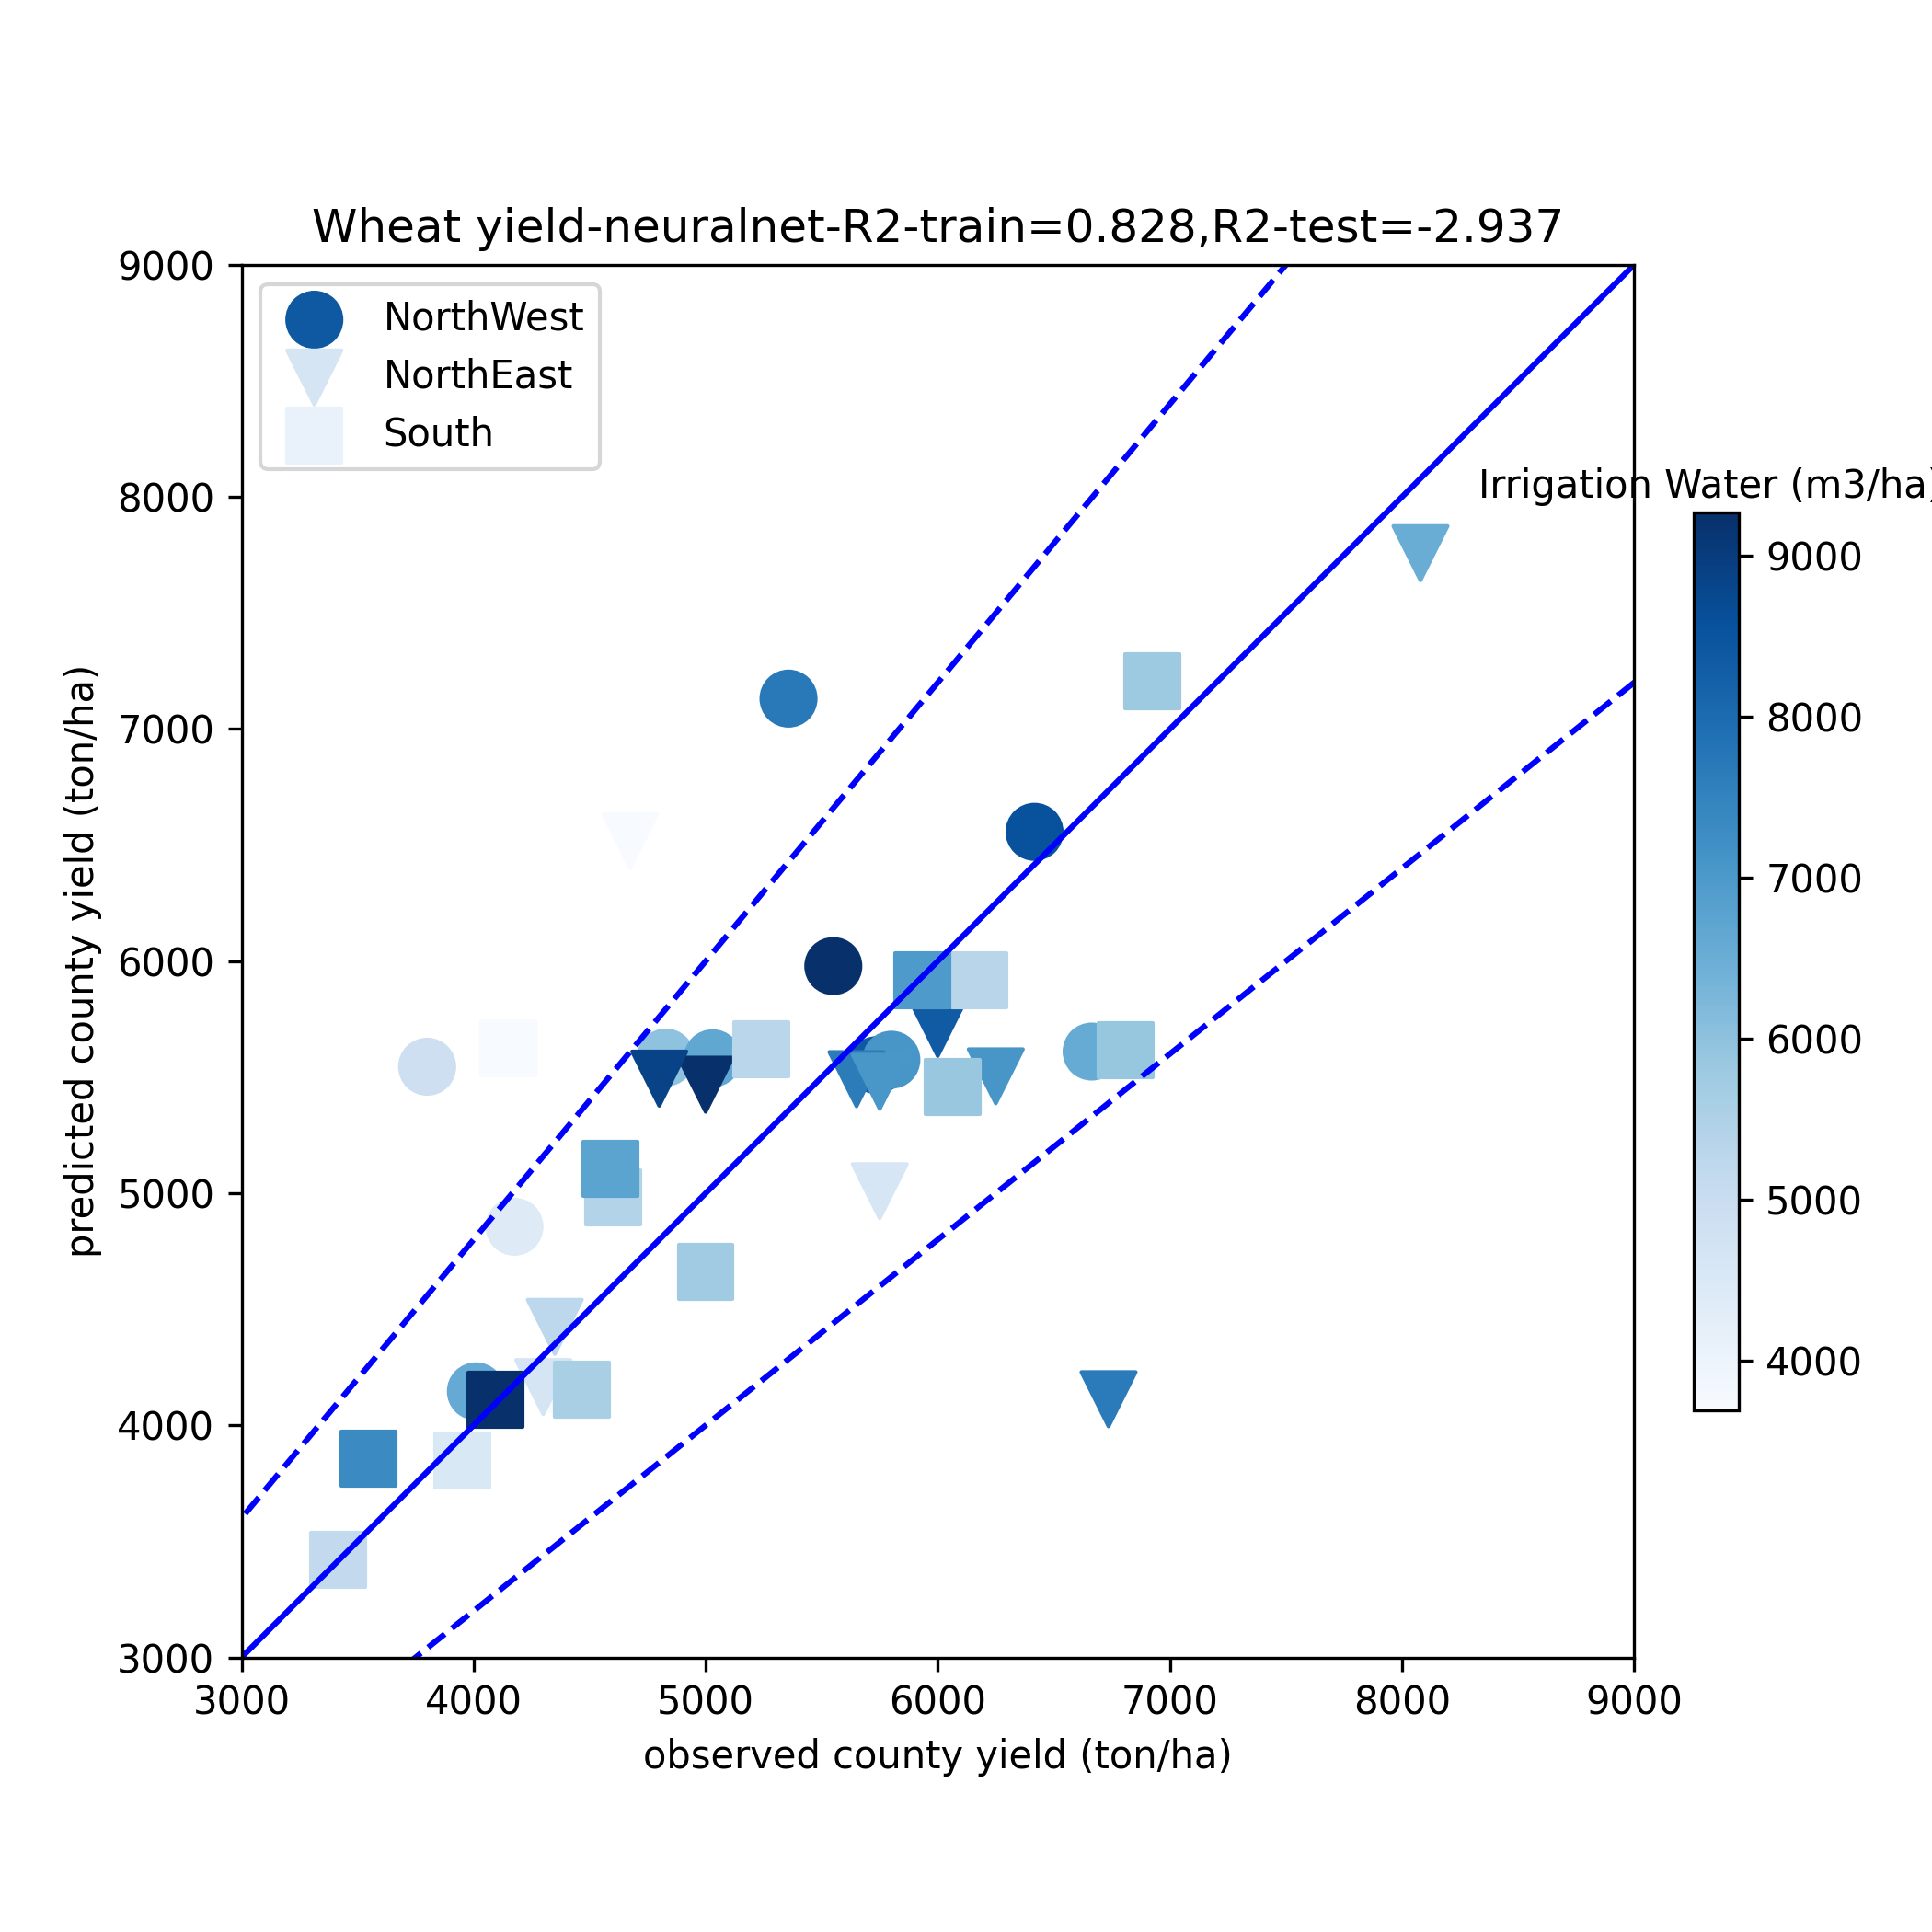 Wheat yield-neuralnet-R2-train=0.828,R2-test=-2.937
9000
8000
7000
6000
5000
4000
3000
predicted county yield (ton/ha)
NorthWest
NorthEast
South
3000 4000 5000 6000 7000 8000 9000
observed county yield (ton/ha)
Irrigation Water (m3/ha)
9000
8000
7000
6000
5000
4000